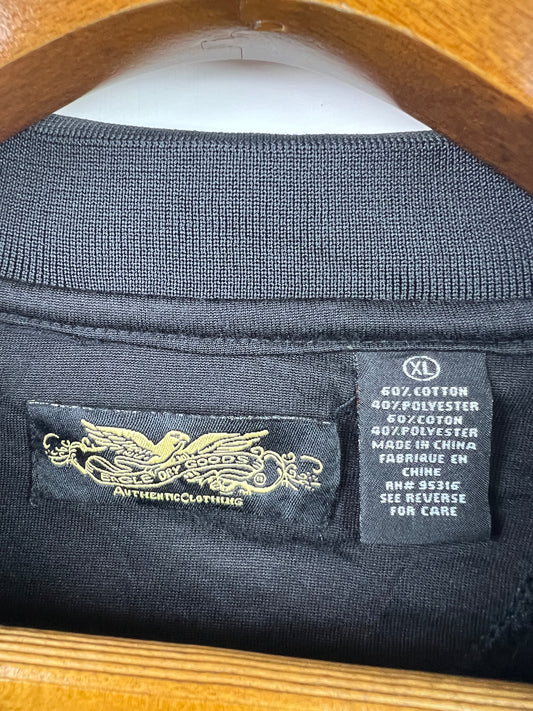 EAGLE DRY GOODS ®
AUTHENTIC CLOTHING
XL
60% COTTON
40% POLYESTER
60% COTON
40% POLYESTER
MADE IN CHINA
FABRIQUE EN
CHINE
RN# 95316
SEE REVERSE
FOR CARE